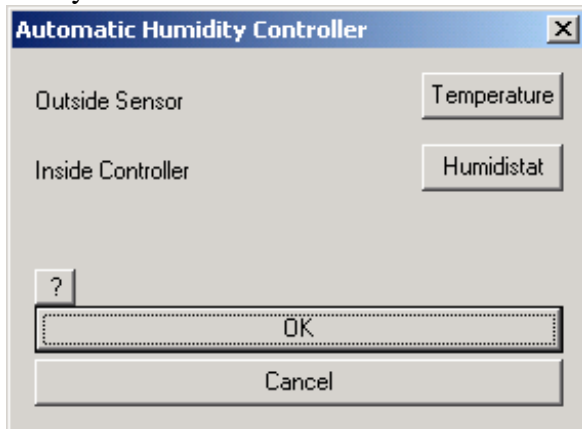 Automatic Humidity Controller
Outside Sensor Temperature
Inside Controller Humidistat
?
OK
Cancel